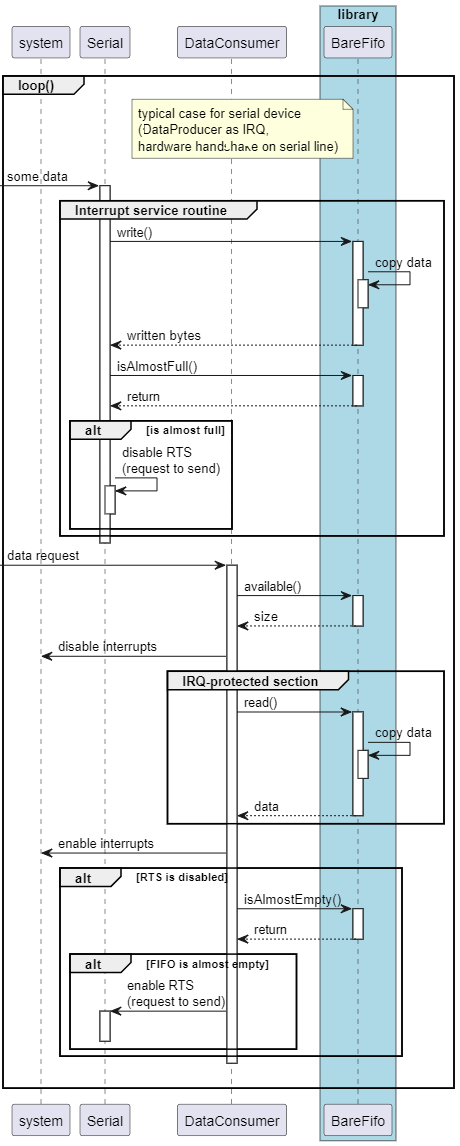 library
system
Serial
DataConsumer
BareFifo
loop()
typical case for serial device
(DataProducer as IRQ,
hardware handshake on serial line)
some data
Interrupt service routine
write()
copy data
written bytes
isAlmostFull()
return
alt
[is almost full]
disable RTS
(request to send)
data request
available()
size
disable interrupts
IRQ-protected section
read()
copy data
data
enable interrupts
alt
[RTS is disabled]
isAlmostEmpty()
return
alt
[FIFO is almost empty]
enable RTS
(request to send)
system
Serial
DataConsumer
BareFifo